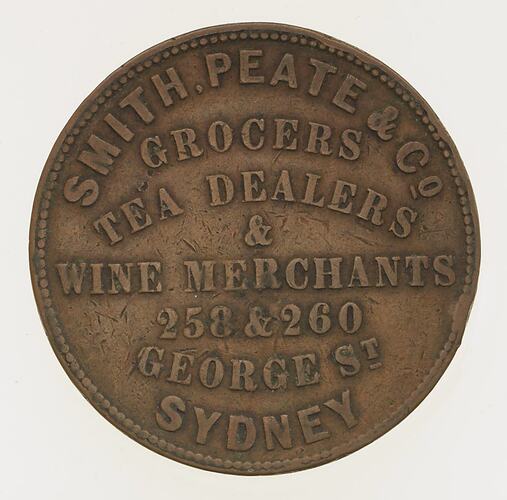 SMITH, PEATE & Co
GROCERS
TEA DEALERS
&
WINE MERCHANTS
258 & 260
GEORGE ST
SYDNEY